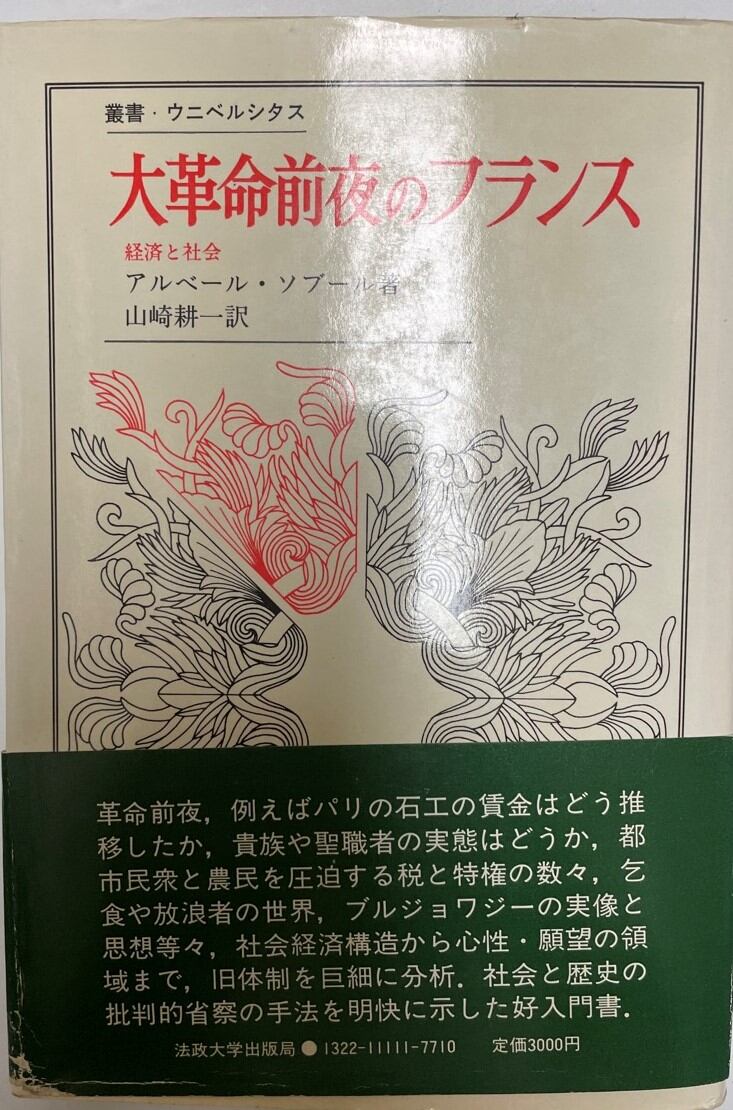 叢書・ウニベルシタス
大革命前夜のフランス
経済と社会
アルベール・ソブール著
山崎耕一訳
革命前夜，例えばパリの石工の賃金はどう推
移したか，貴族や聖職者の実態はどうか，都
市民衆と農民を圧迫する税と特権の数々，乞
食や放浪者の世界，ブルジョワジーの実像と
思想等々，社会経済構造から心性・願望の領
域まで，旧体制を巨細に分析．社会と歴史の
批判的省察の手法を明快に示した好入門書．
法政大学出版局●1322-11111-7710 定価3000円